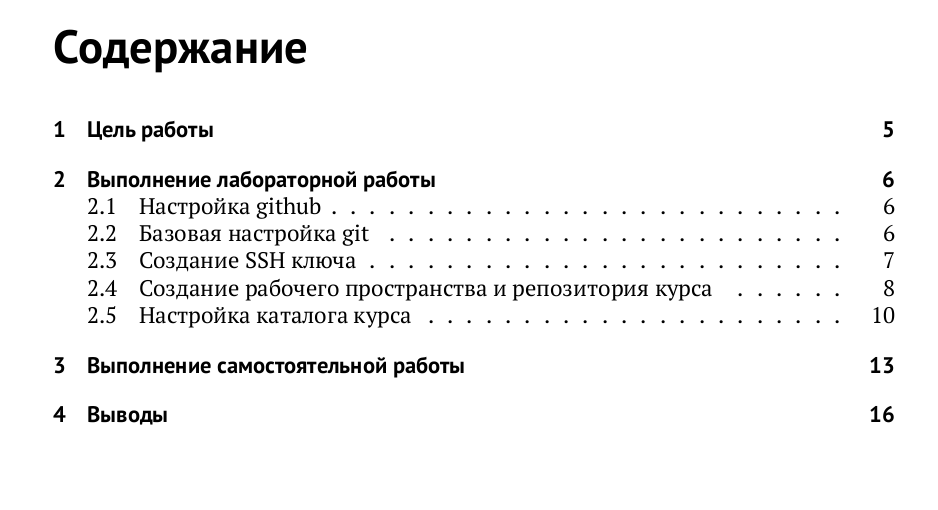 Содержание
1 Цель работы 5
2 Выполнение лабораторной работы 6
2.1 Настройка github . . . . . . . . . . . . . . . . . . . . . . . . . . 6
2.2 Базовая настройка git . . . . . . . . . . . . . . . . . . . . . . . 6
2.3 Создание SSH ключа . . . . . . . . . . . . . . . . . . . . . . . . 7
2.4 Создание рабочего пространства и репозитория курса . . . . . . 8
2.5 Настройка каталога курса . . . . . . . . . . . . . . . . . . . . . 10
3 Выполнение самостоятельной работы 13
4 Выводы 16